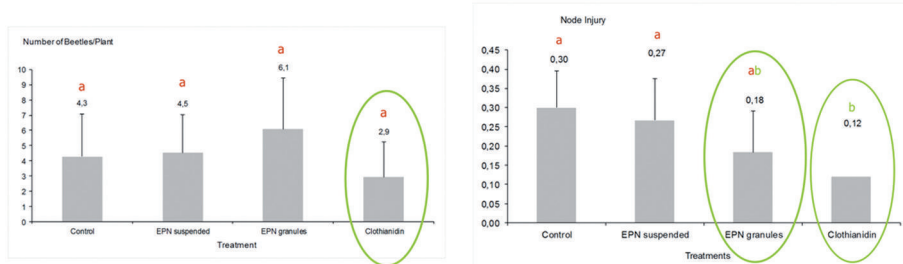 Number of Beetles/Plant
10
9
8
7
6
5
4
3
2
1
0
a
4,3
a
4,5
a
6,1
a
2,9
Control
EPN suspended
EPN granules
Clothianidin
Treatment
Node Injury
0,45
0,40
0,35
0,30
0,25
0,20
0,15
0,10
0,05
0,00
a
0,30
a
0,27
ab
0,18
b
0,12
Control
EPN suspended
EPN granules
Clothianidin
Treatments